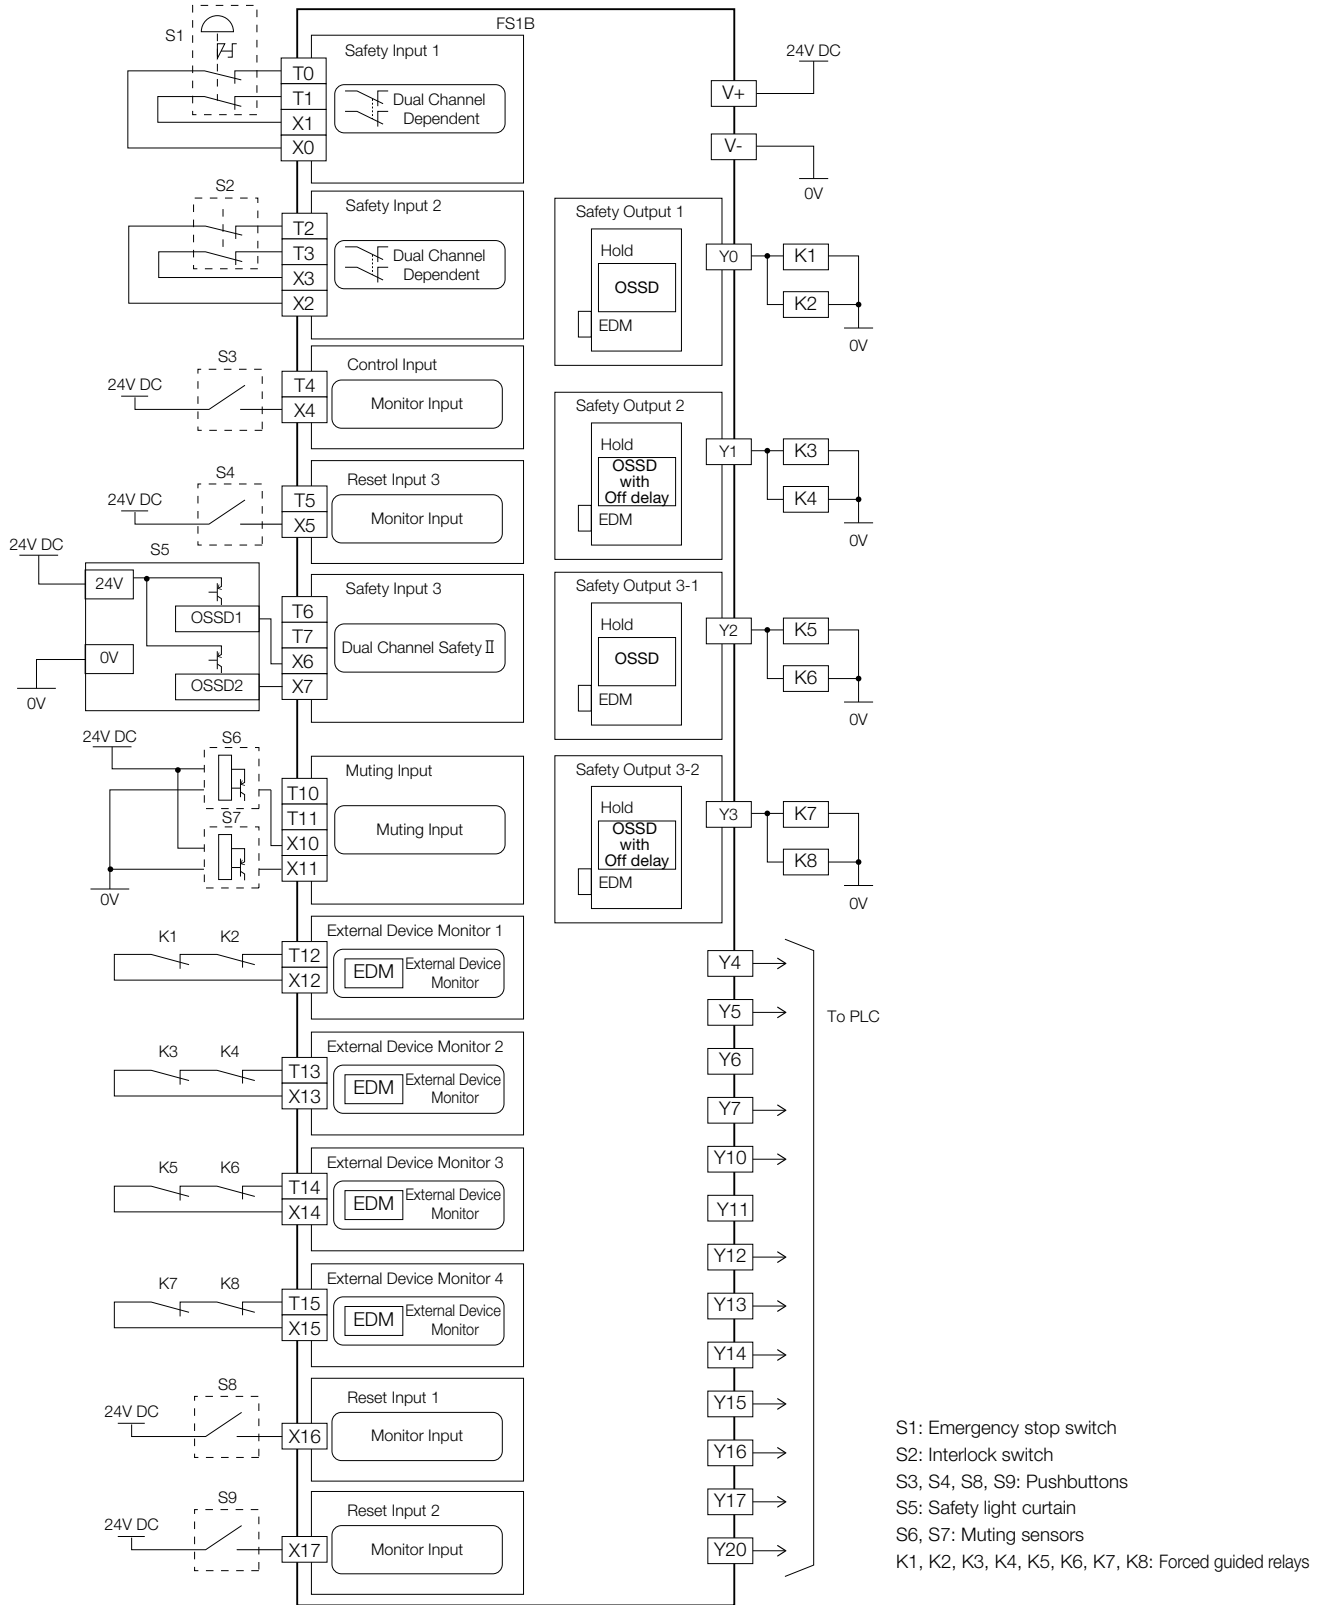 FS1B
S1
Safety Input 1
T0
T1
X1
X0
Dual Channel
Dependent
S2
Safety Input 2
T2
T3
X3
X2
Dual Channel
Dependent
S3
24V DC
Control Input
T4
X4
Monitor Input
S4
24V DC
Reset Input 3
T5
X5
Monitor Input
24V DC
S5
24V
OSSD1
0V
OSSD2
0V
Safety Input 3
T6
T7
X6
X7
Dual Channel Safety Ⅱ
24V DC
S6
S7
0V
Muting Input
T10
T11
X10
X11
Muting Input
K1
K2
External Device Monitor 1
T12
X12
EDM
External Device
Monitor
K3
K4
External Device Monitor 2
T13
X13
EDM
External Device
Monitor
K5
K6
External Device Monitor 3
T14
X14
EDM
External Device
Monitor
K7
K8
External Device Monitor 4
T15
X15
EDM
External Device
Monitor
S8
24V DC
Reset Input 1
X16
Monitor Input
S9
24V DC
Reset Input 2
X17
Monitor Input
24V DC
V+
V-
0V
Safety Output 1
Hold
OSSD
EDM
Y0
K1
K2
0V
Safety Output 2
Hold
OSSD
with
Off delay
EDM
Y1
K3
K4
0V
Safety Output 3-1
Hold
OSSD
EDM
Y2
K5
K6
0V
Safety Output 3-2
Hold
OSSD
with
Off delay
EDM
Y3
K7
K8
0V
Y4
Y5
Y6
Y7
Y10
Y11
Y12
Y13
Y14
Y15
Y16
Y17
Y20
To PLC
S1: Emergency stop switch
S2: Interlock switch
S3, S4, S8, S9: Pushbuttons
S5: Safety light curtain
S6, S7: Muting sensors
K1, K2, K3, K4, K5, K6, K7, K8: Forced guided relays